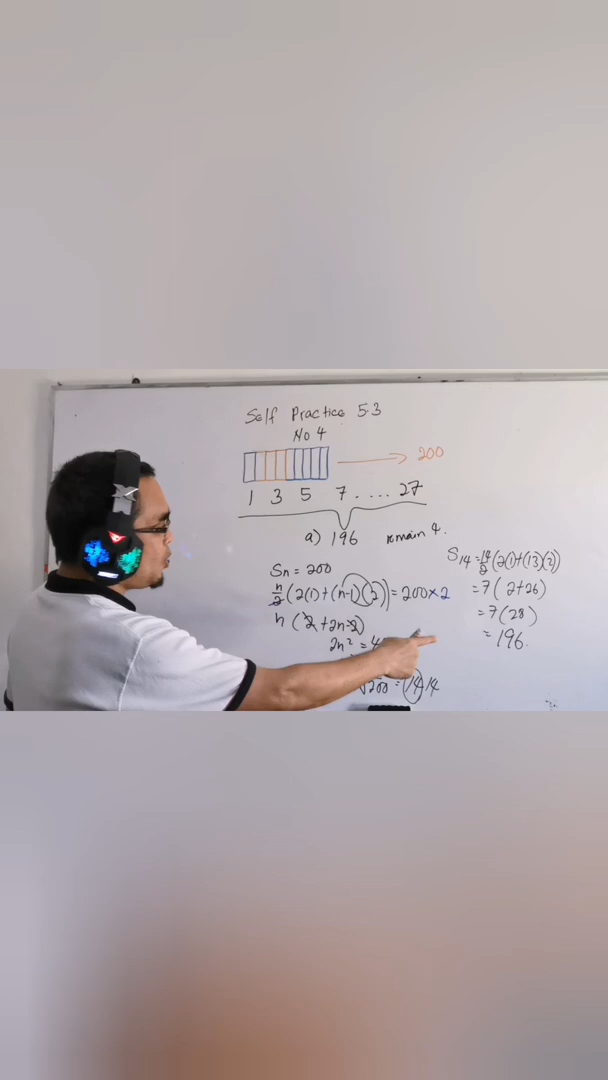 Self Practice 5.3
No 4
→ 200
1 3 5 7 .... 27
a) 196 remain 4.
Sn = 200
n/2 (2(1) + (n-1)(2)) = 200 × 2
n (2 + 2n - 2)
2n² = 4
√200 = 14.14
S14 = 14/2 (2(1) + (13)(2))
= 7 (2 + 26)
= 7 (28)
= 196.